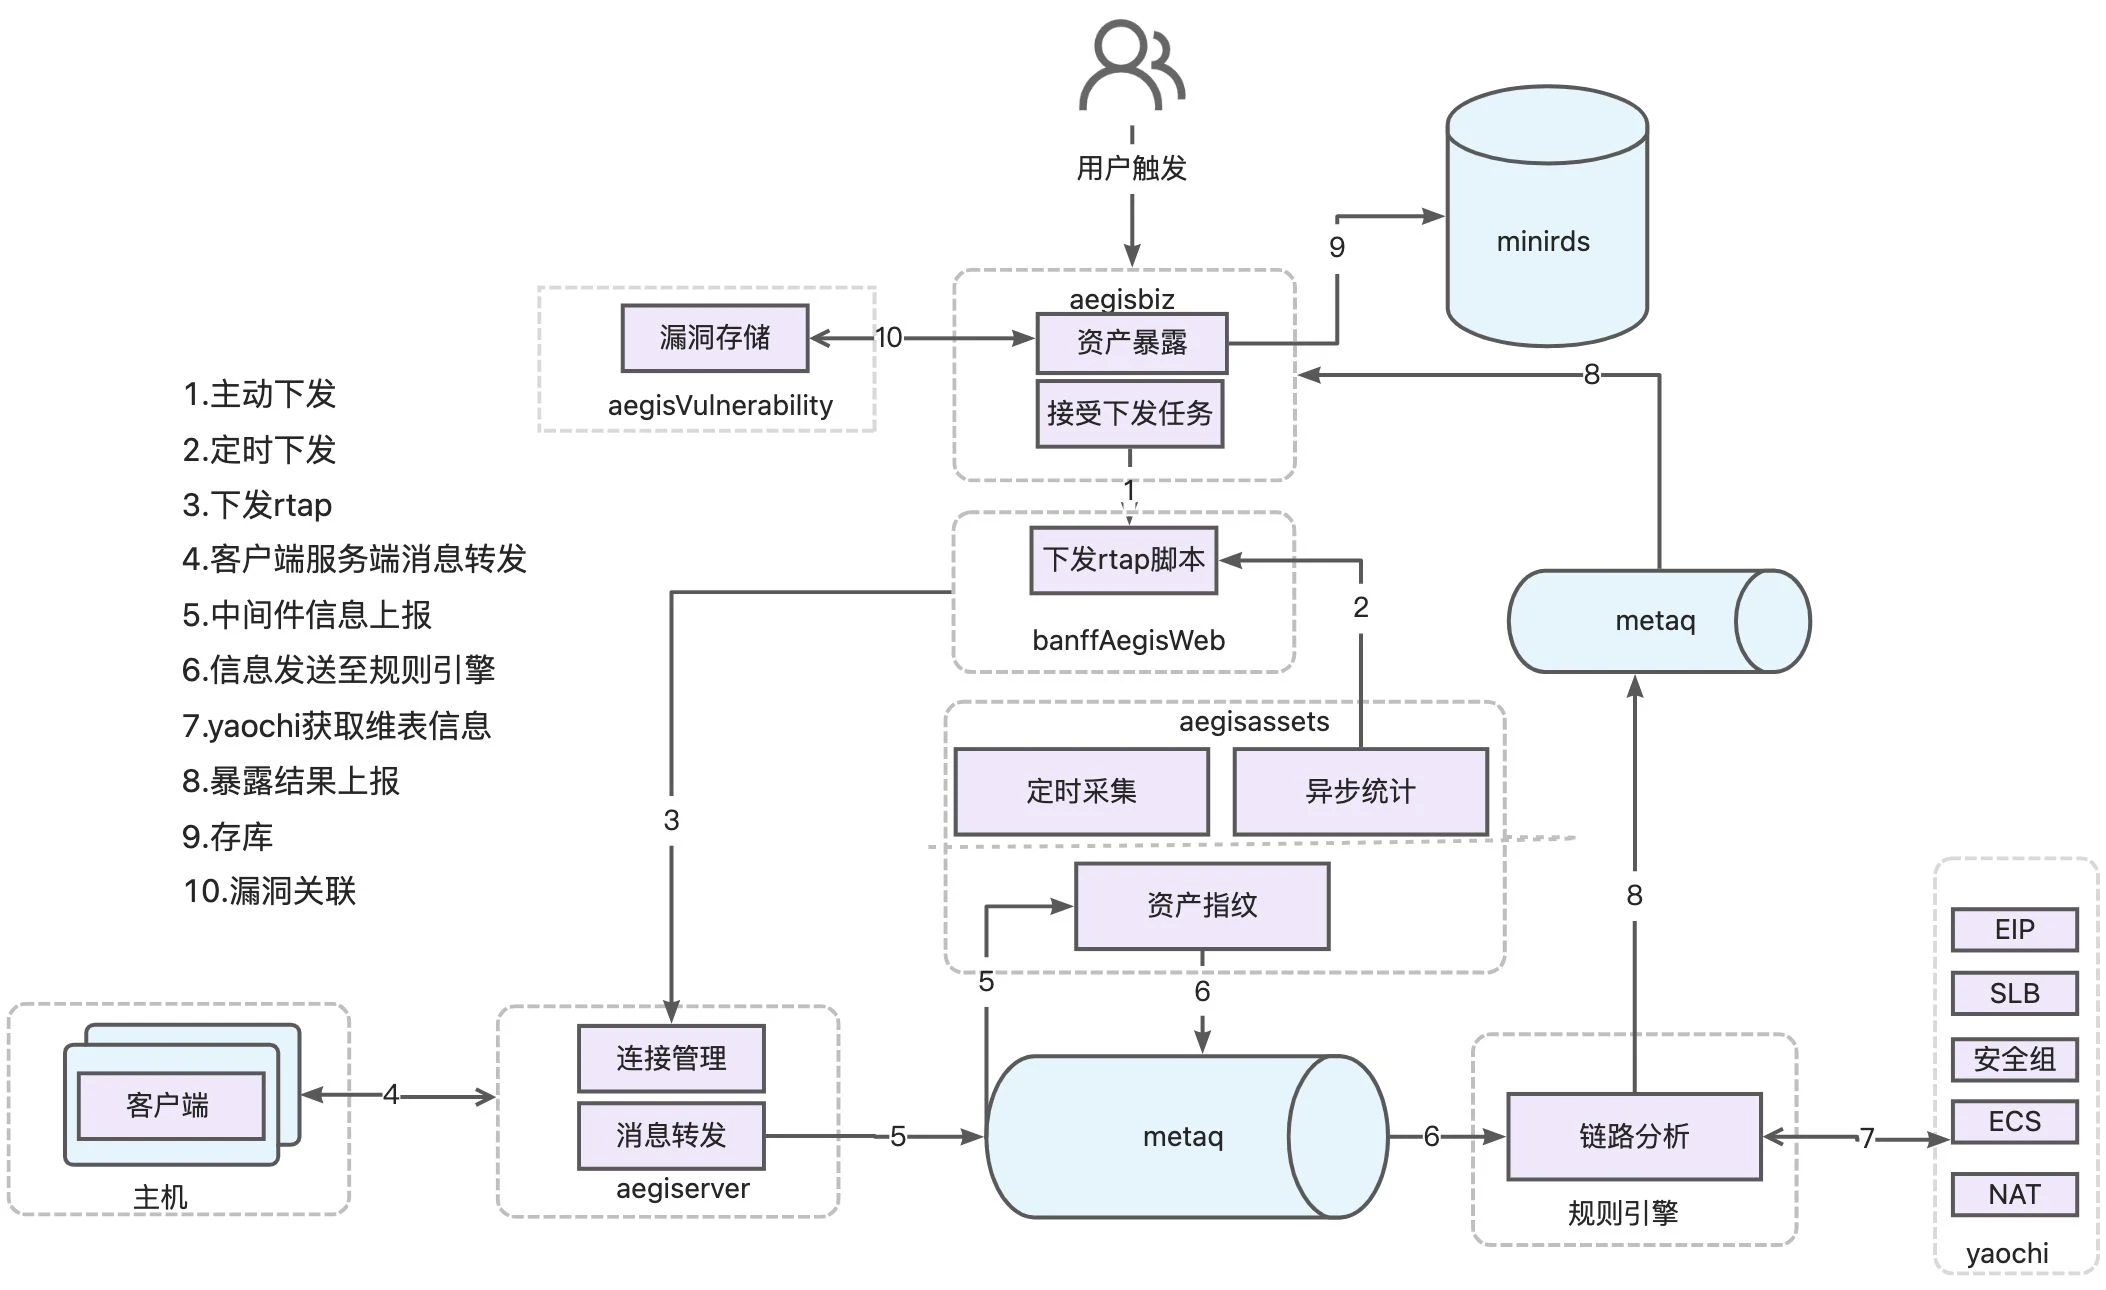 用户触发
minirds
9
aegisbiz
漏洞存储
10
资产暴露
8
aegisVulnerability
接受下发任务
1.主动下发
2.定时下发
3.下发rtap
4.客户端服务端消息转发
5.中间件信息上报
6.信息发送至规则引擎
7.yaochi获取维表信息
8.暴露结果上报
9.存库
10.漏洞关联
1
下发rtap脚本
2
metaq
banffAegisWeb
aegisassets
定时采集
异步统计
3
资产指纹
8
5
6
EIP
SLB
安全组
ECS
NAT
yaochi
连接管理
客户端
4
消息转发
5
metaq
6
链路分析
7
主机
aegiserver
规则引擎